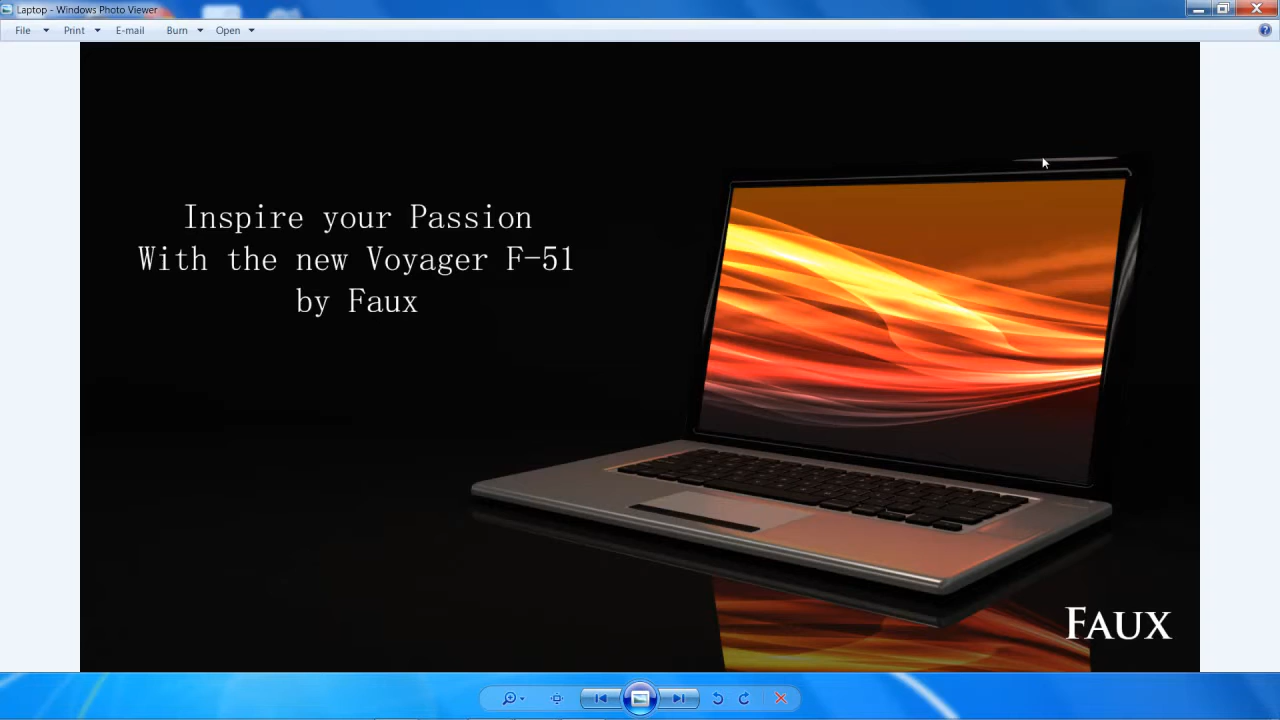 Laptop - Windows Photo Viewer
File Print E-mail Burn Open
Inspire your Passion
With the new Voyager F-51
by Faux
FAUX